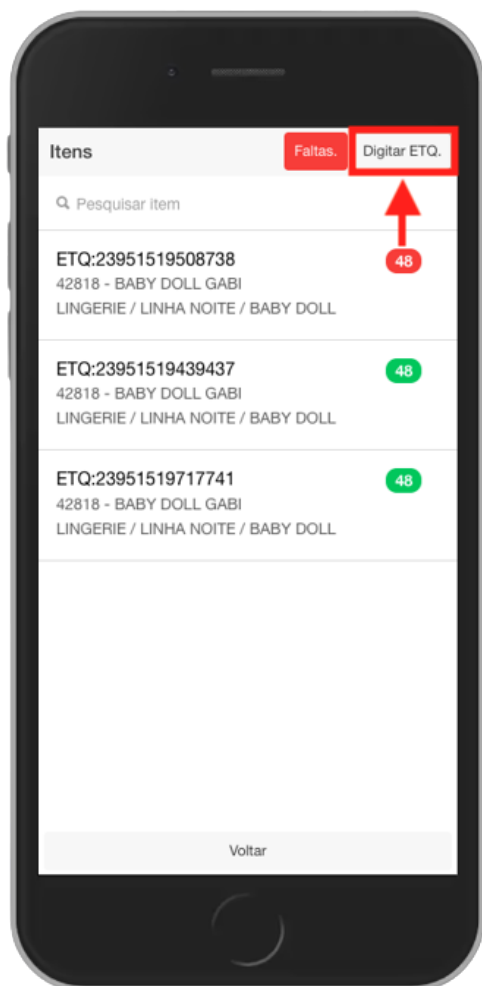 Itens
Faltas.
Digitar ETQ.
Pesquisar item
ETQ:23951519508738
48
42818 - BABY DOLL GABI
LINGERIE / LINHA NOITE / BABY DOLL
ETQ:23951519439437
48
42818 - BABY DOLL GABI
LINGERIE / LINHA NOITE / BABY DOLL
ETQ:23951519717741
48
42818 - BABY DOLL GABI
LINGERIE / LINHA NOITE / BABY DOLL
Voltar